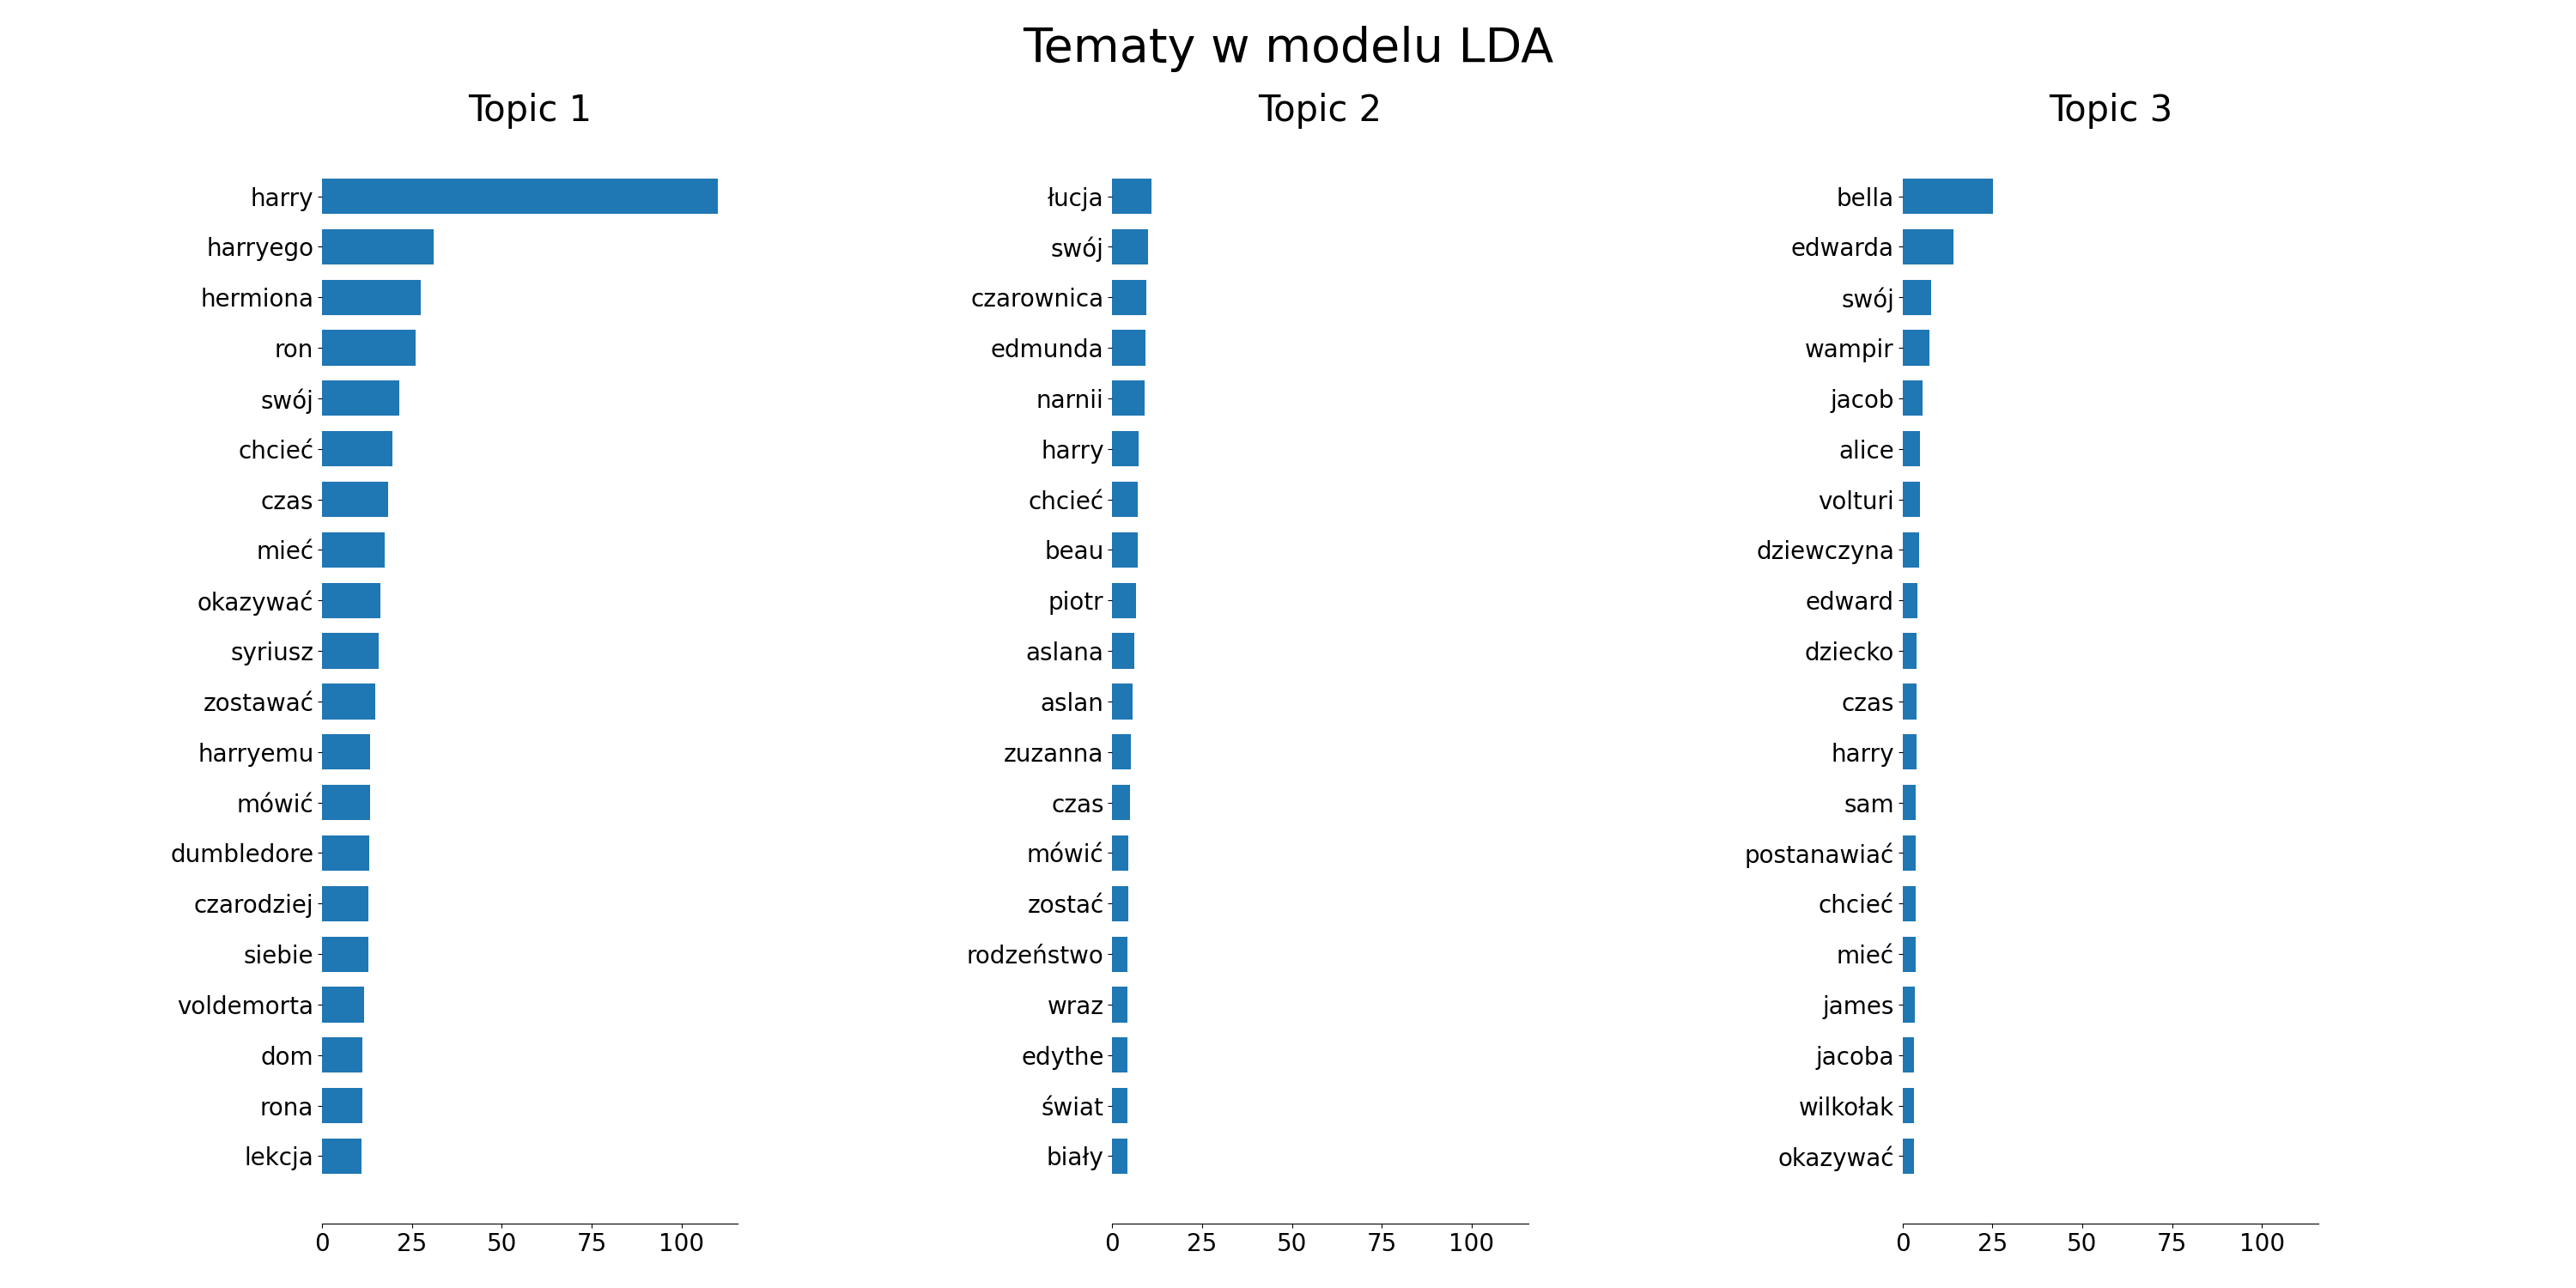 Tematy w modelu LDA
Topic 1
harry
harryego
hermiona
ron
swój
chcieć
czas
mieć
okazywać
syriusz
zostawać
harryemu
mówić
dumbledore
czarodziej
siebie
voldemorta
dom
rona
lekcja
0 25 50 75 100
Topic 2
łucja
swój
czarownica
edmunda
narnii
harry
chcieć
beau
piotr
aslana
aslan
zuzanna
czas
mówić
zostać
rodzeństwo
wraz
edythe
świat
biały
0 25 50 75 100
Topic 3
bella
edwarda
swój
wampir
jacob
alice
volturi
dziewczyna
edward
dziecko
czas
harry
sam
postanawiać
chcieć
mieć
james
jacoba
wilkołak
okazywać
0 25 50 75 100